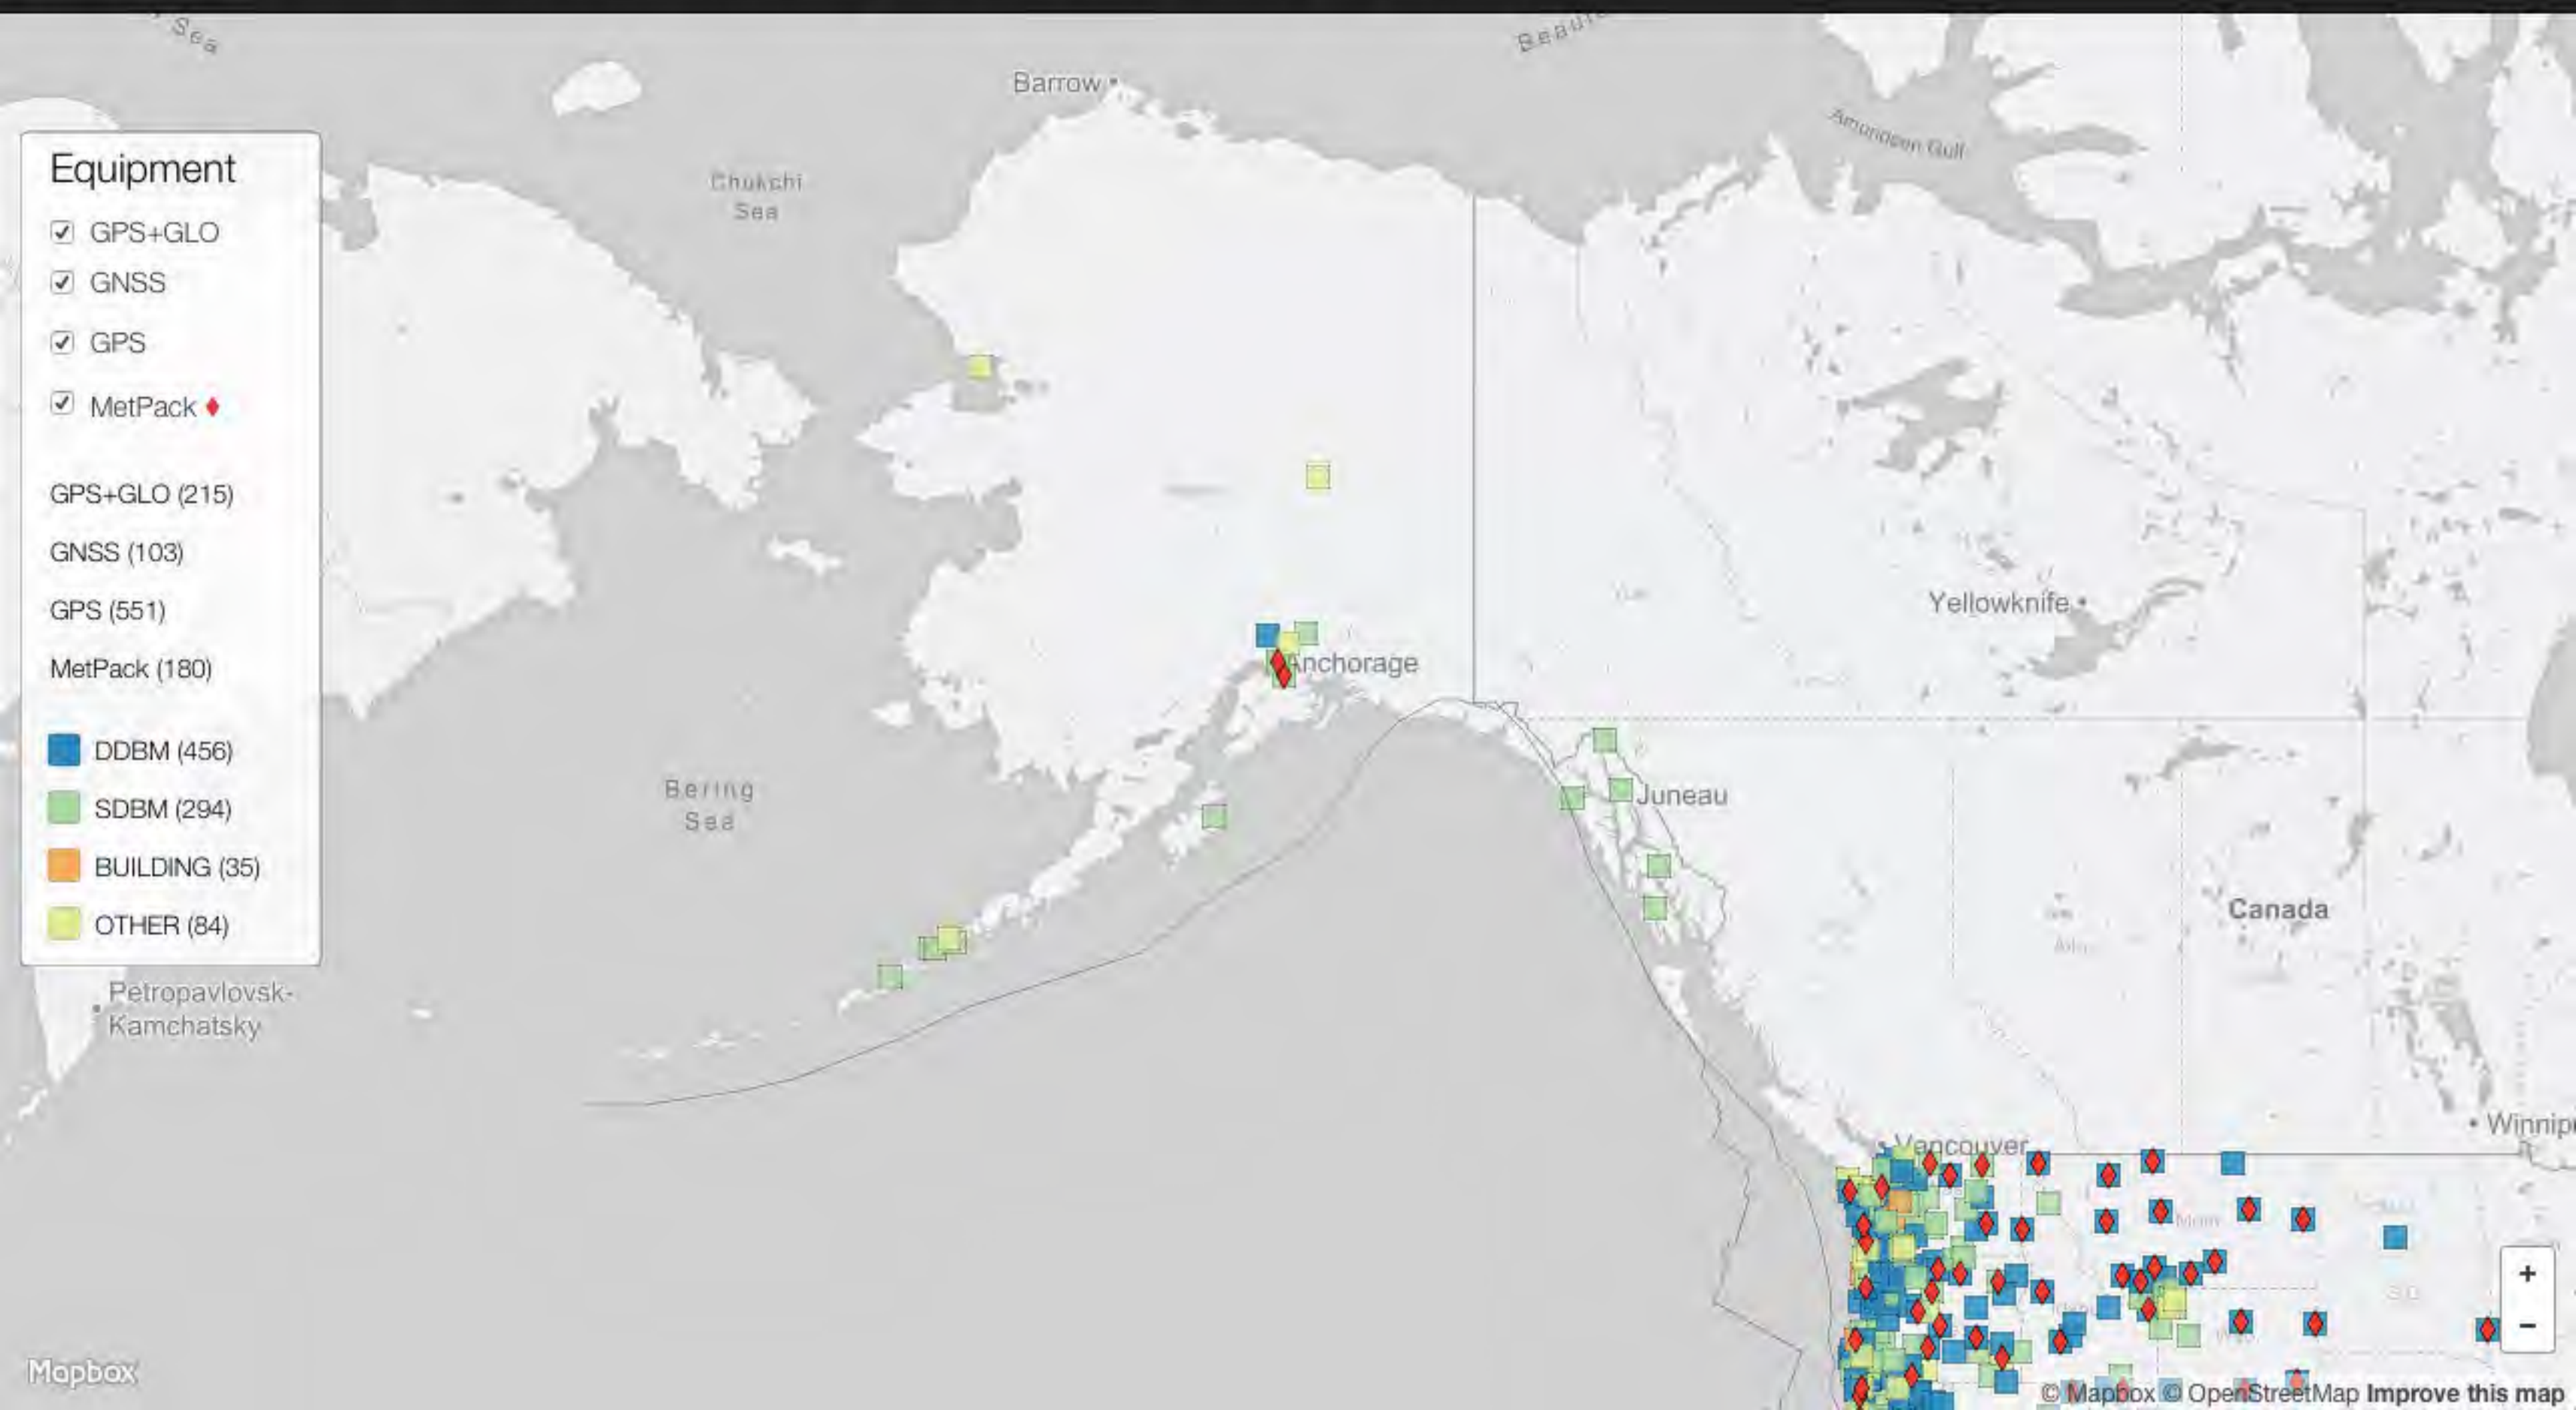 Sea
Barrow
Amundsen Gulf
Chukchi
Sea
Equipment
GPS+GLO
GNSS
GPS
MetPack
GPS+GLO (215)
GNSS (103)
GPS (551)
MetPack (180)
DDBM (456)
SDBM (294)
BUILDING (35)
OTHER (84)
Yellowknife
Anchorage
Juneau
Bering
Sea
Canada
Petropavlovsk-
Kamchatsky
Vancouver
+
−
Mapbox
© Mapbox © OpenStreetMap Improve this map